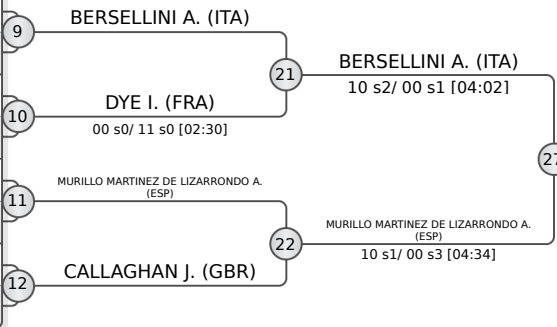 BERSELLINI A. (ITA)
9
21
BERSELLINI A. (ITA)
10 s2/ 00 s1 [04:02]
DYE I. (FRA)
10
00 s0/ 11 s0 [02:30]
27
MURILLO MARTINEZ DE LIZARRONDO A.
(ESP)
11
22
MURILLO MARTINEZ DE LIZARRONDO A.
(ESP)
10 s1/ 00 s3 [04:34]
CALLAGHAN J. (GBR)
12